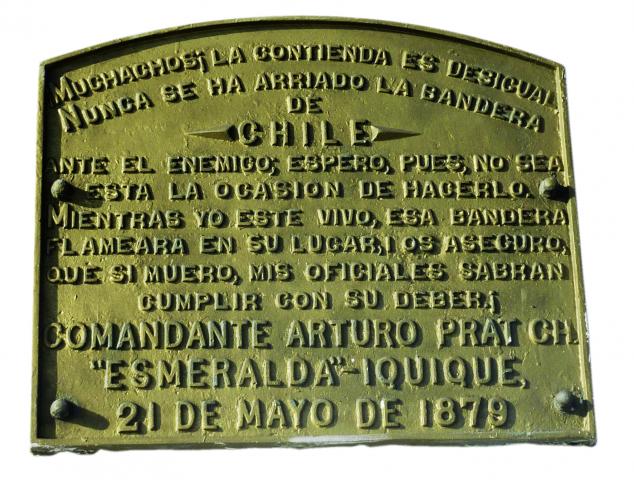 MUCHACHOS¡ LA CONTIENDA ES DESIGUAL
NUNCA SE HA ARRIADO LA BANDERA
DE
CHILE
ANTE EL ENEMIGO; ESPERO, PUES, NO SEA
ESTA LA OCASION DE HACERLO.
MIENTRAS YO ESTE VIVO, ESA BANDERA
FLAMEARA EN SU LUGAR, I OS ASEGURO,
QUE SI MUERO, MIS OFICIALES SABRAN
CUMPLIR CON SU DEBER¡
COMANDANTE ARTURO PRAT CH.
"ESMERALDA"-IQUIQUE,
21 DE MAYO DE 1879